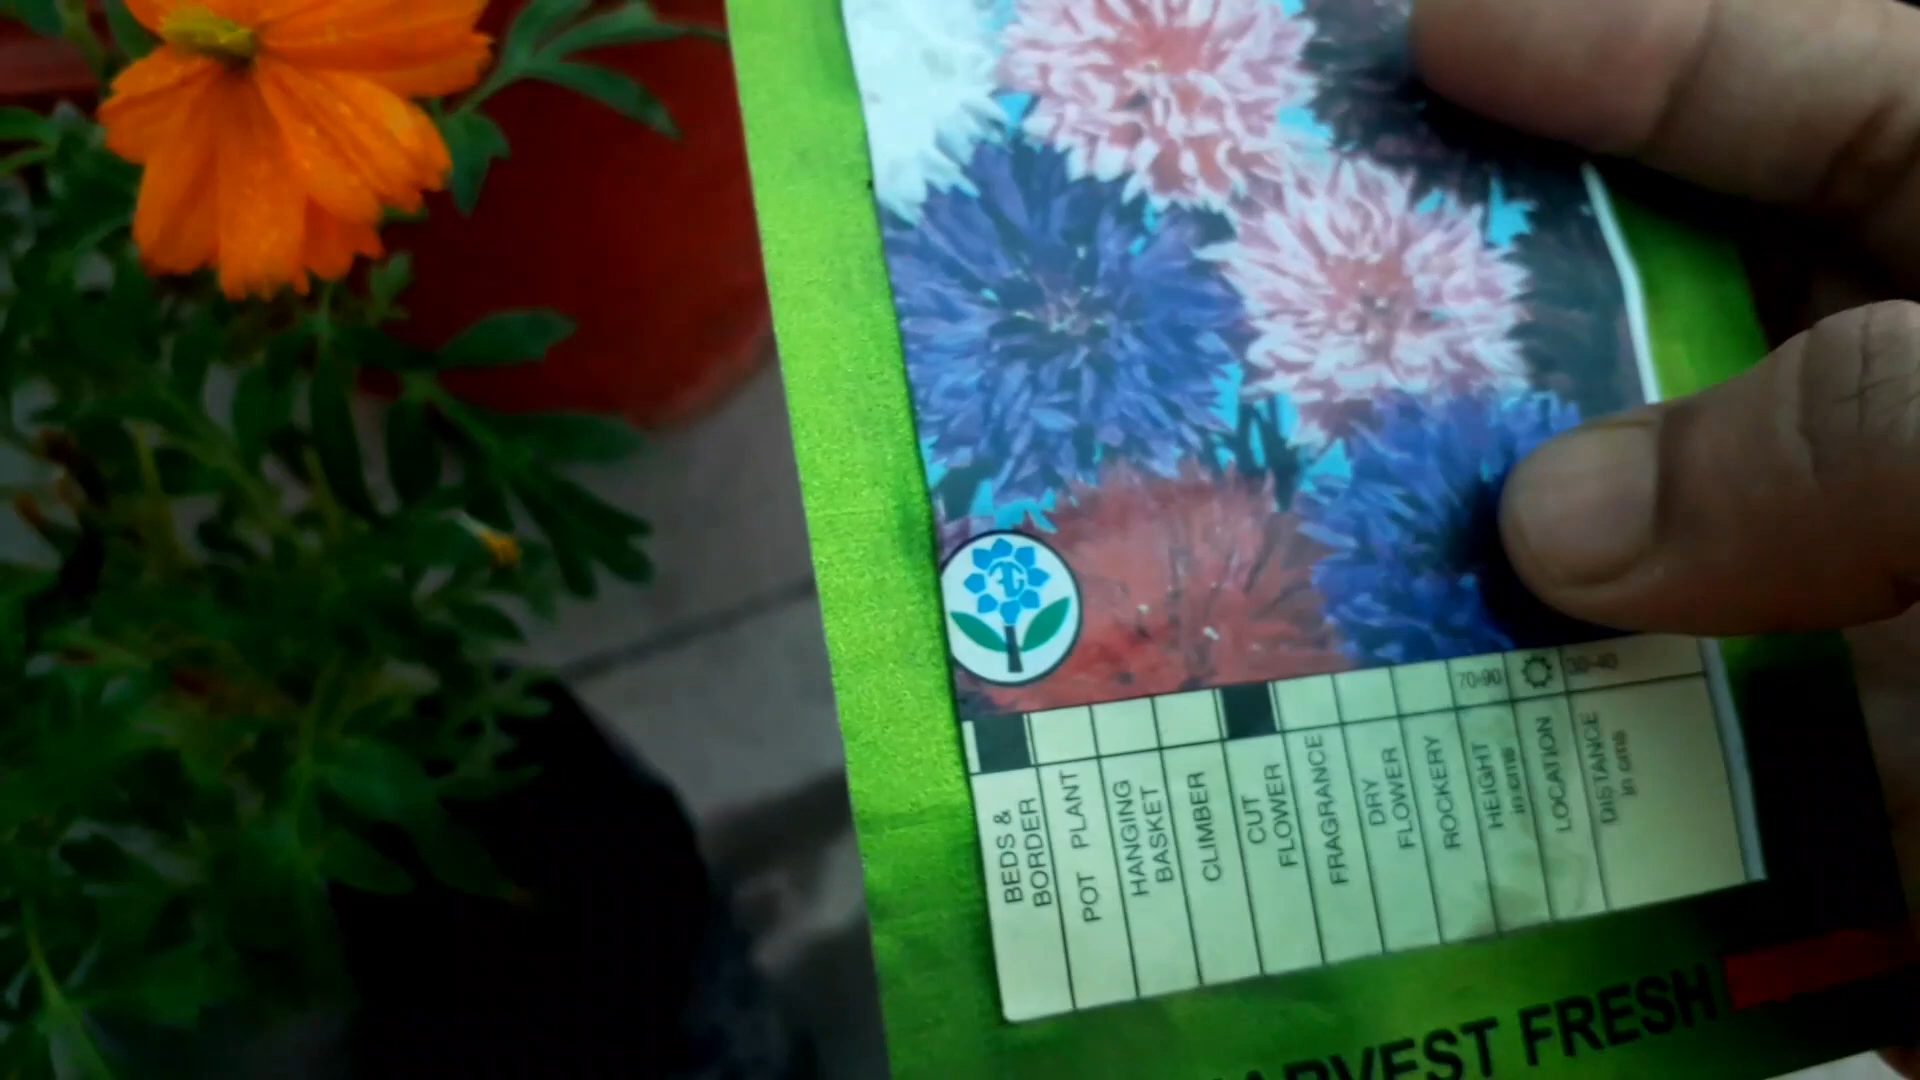 70-90
30-40
BEDS &
BORDER
POT PLANT
HANGING
BASKET
CLIMBER
CUT
FLOWER
FRAGRANCE
DRY
FLOWER
ROCKERY
HEIGHT
in cms
LOCATION
DISTANCE
in cms
ARVEST FRESH